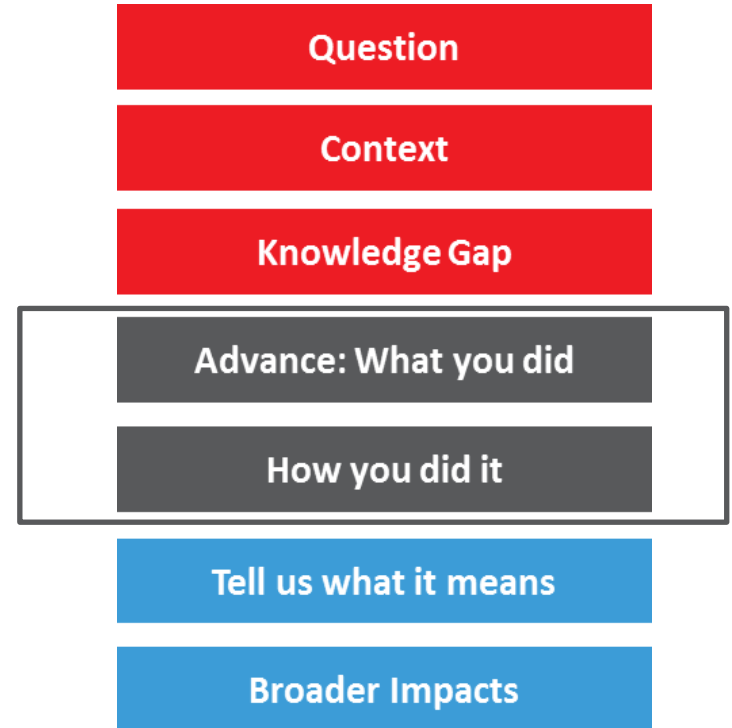 Question
Context
Knowledge Gap
Advance: What you did
How you did it
Tell us what it means
Broader Impacts